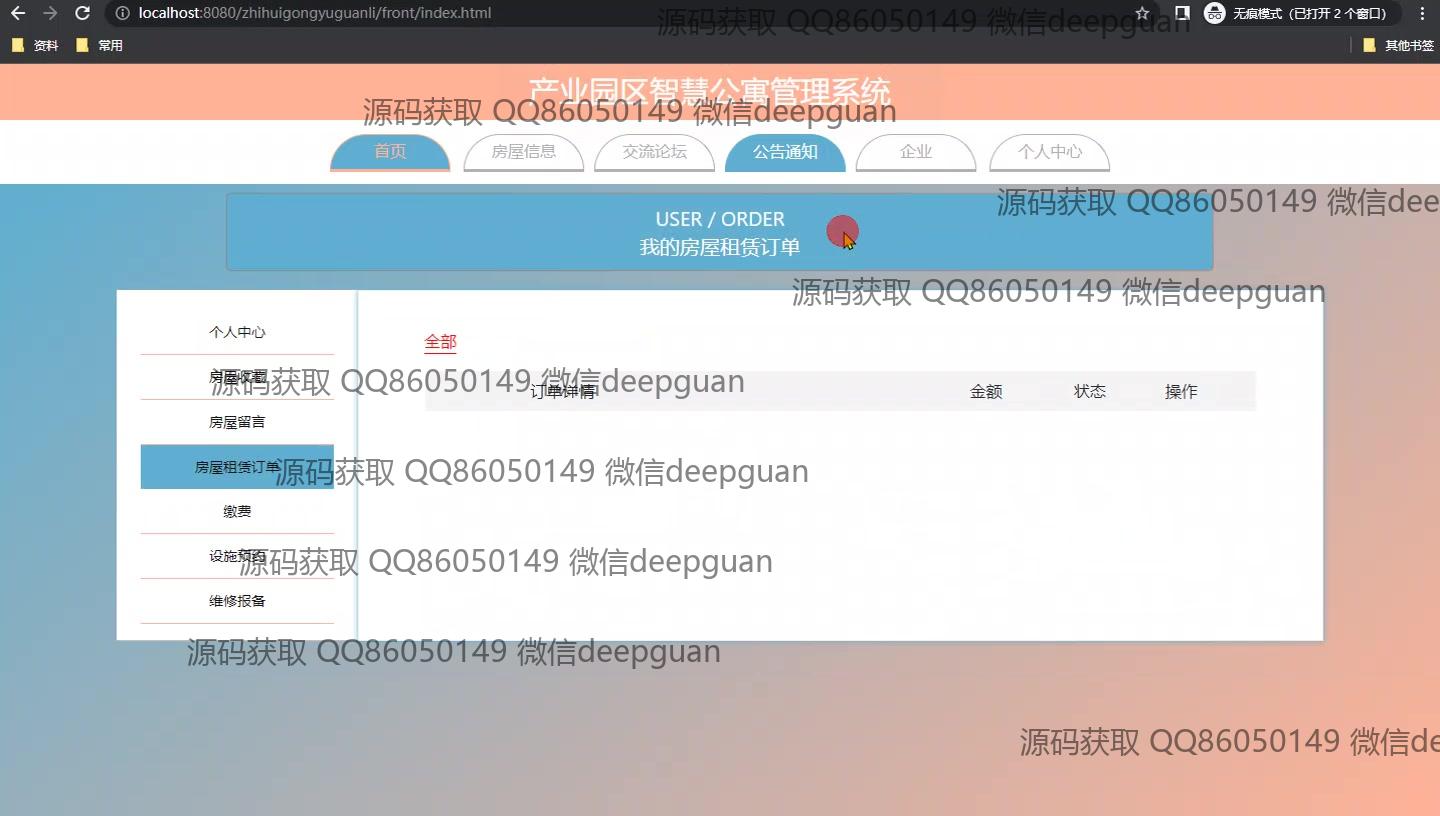 localhost:8080/zhihuigongyuguanli/front/index.html
无痕模式（已打开 2 个窗口）
资料
常用
其他书签
源码获取 QQ86050149 微信deepguan
产业园区智慧公寓管理系统
源码获取 QQ86050149 微信deepguan
首页 房屋信息 交流论坛 公告通知 企业 个人中心
源码获取 QQ86050149 微信dee
USER / ORDER
我的房屋租赁订单
源码获取 QQ86050149 微信deepguan
个人中心
房屋收藏
房屋留言
房屋租赁订单
缴费
设施预约
维修报备
全部
订单详情 金额 状态 操作
源码获取 QQ86050149 微信deepguan
源码获取 QQ86050149 微信deepguan
源码获取 QQ86050149 微信deepguan
源码获取 QQ86050149 微信deepguan
源码获取 QQ86050149 微信de